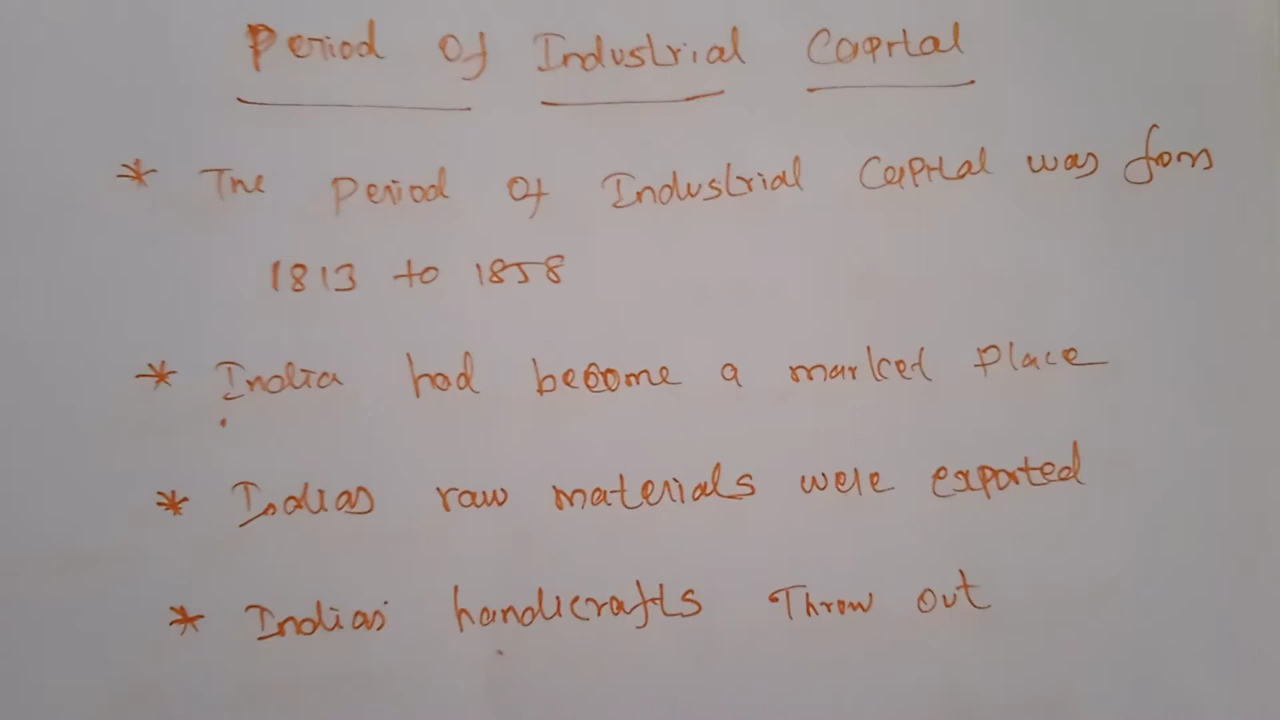 Period Of Industrial Capital
* The Period Of Industrial Capital was from
1813 to 1858
* India had become a market Place
* Indias raw materials were exported
* Indias handicrafts Throw out